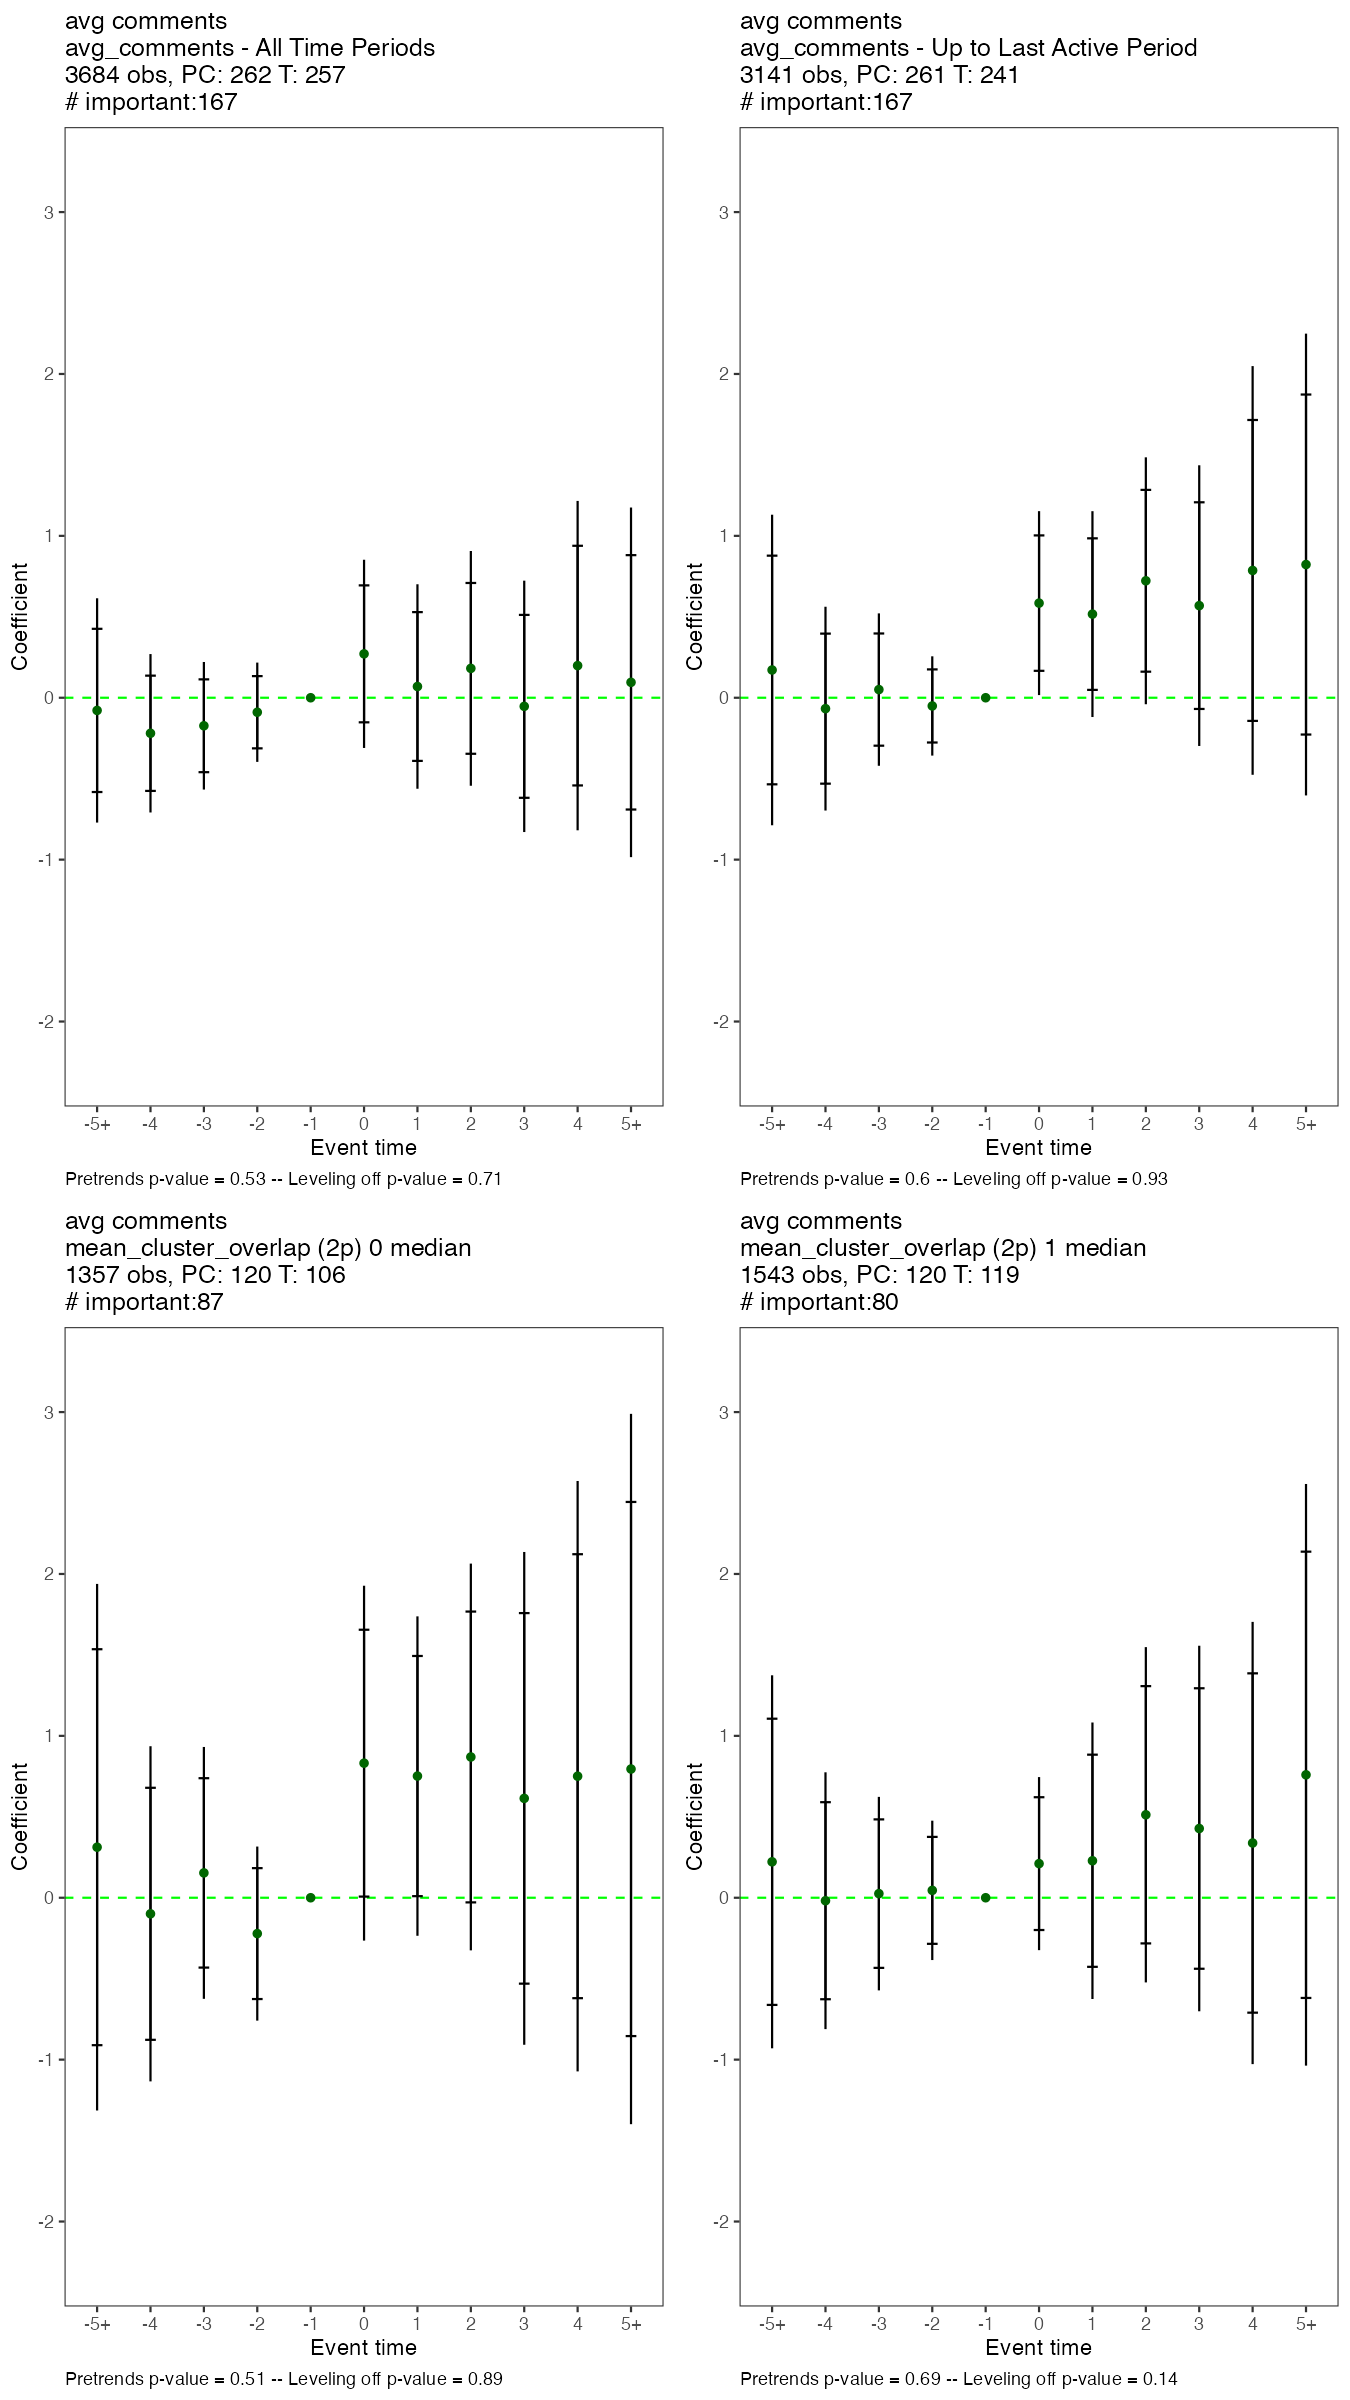 avg comments
avg_comments - All Time Periods
3684 obs, PC: 262 T: 257
# important:167
3
2
1
0
-1
-2
Coefficient
-5+ -4 -3 -2 -1 0 1 2 3 4 5+
Event time
Pretrends p-value = 0.53 -- Leveling off p-value = 0.71
avg comments
avg_comments - Up to Last Active Period
3141 obs, PC: 261 T: 241
# important:167
3
2
1
0
-1
-2
Coefficient
-5+ -4 -3 -2 -1 0 1 2 3 4 5+
Event time
Pretrends p-value = 0.6 -- Leveling off p-value = 0.93
avg comments
mean_cluster_overlap (2p) 0 median
1357 obs, PC: 120 T: 106
# important:87
3
2
1
0
-1
-2
Coefficient
-5+ -4 -3 -2 -1 0 1 2 3 4 5+
Event time
Pretrends p-value = 0.51 -- Leveling off p-value = 0.89
avg comments
mean_cluster_overlap (2p) 1 median
1543 obs, PC: 120 T: 119
# important:80
3
2
1
0
-1
-2
Coefficient
-5+ -4 -3 -2 -1 0 1 2 3 4 5+
Event time
Pretrends p-value = 0.69 -- Leveling off p-value = 0.14